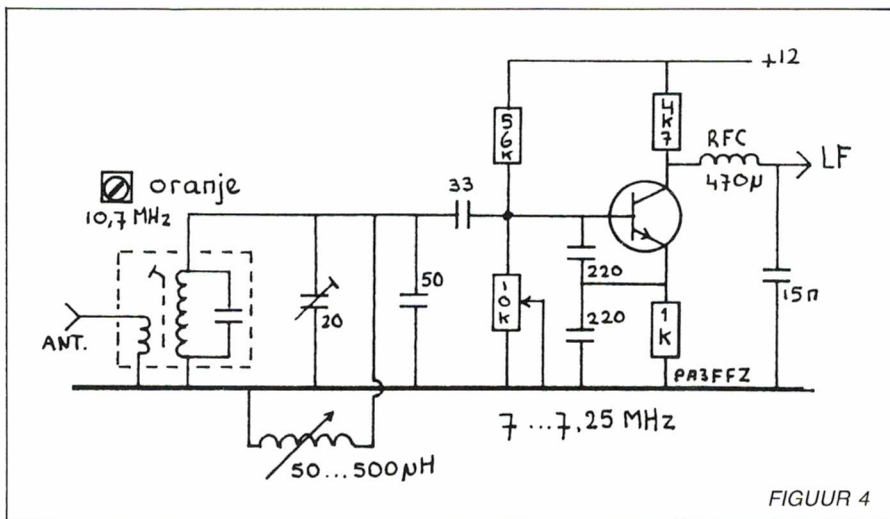 +12
56k
4k7
RFC
470µ
LF
oranje
10,7 MHz
33
ANT.
20
50
10k
220
220
1k
15n
PA3FFZ
7...7,25 MHz
50...500µH
FIGUUR 4